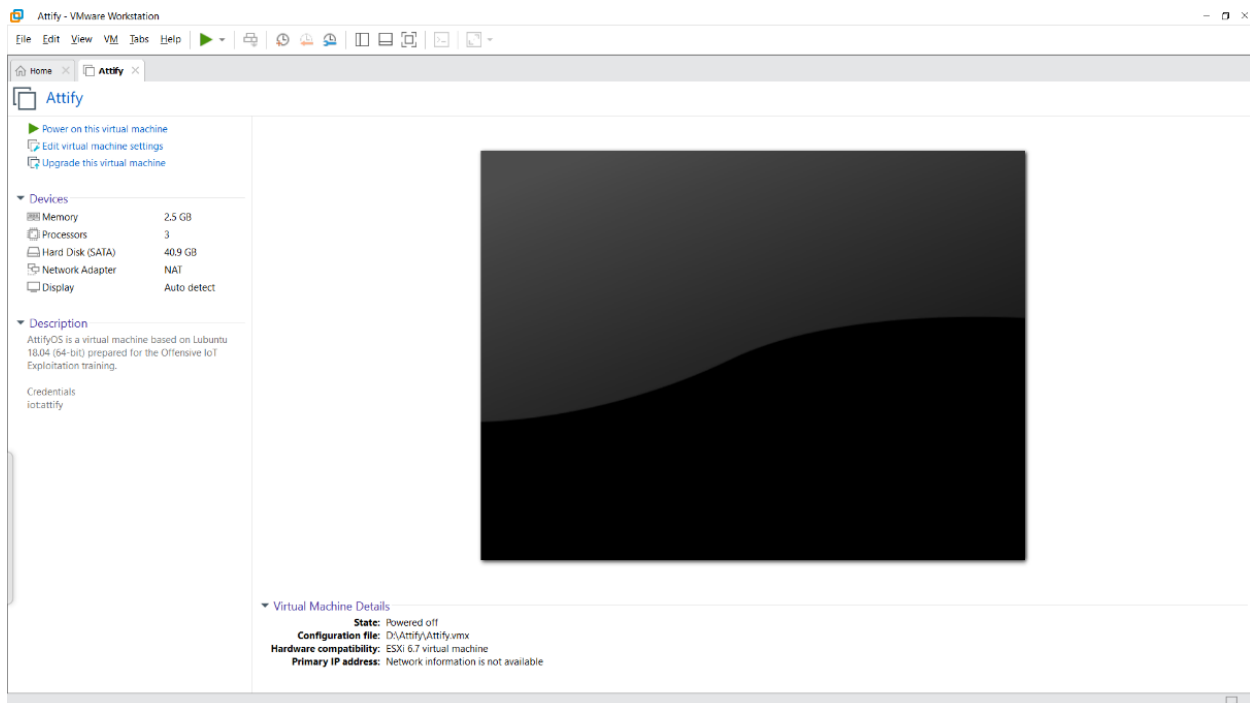 Attify - VMware Workstation
File Edit View VM Tabs Help
Home
Attify
Attify
Power on this virtual machine
Edit virtual machine settings
Upgrade this virtual machine
Devices
Memory 2.5 GB
Processors 3
Hard Disk (SATA) 40.9 GB
Network Adapter NAT
Display Auto detect
Description
AttifyOS is a virtual machine based on Lubuntu
18.04 (64-bit) prepared for the Offensive IoT
Exploitation training.
Credentials
iot:attify
Virtual Machine Details
State: Powered off
Configuration file: D:\Attify\Attify.vmx
Hardware compatibility: ESXi 6.7 virtual machine
Primary IP address: Network information is not available